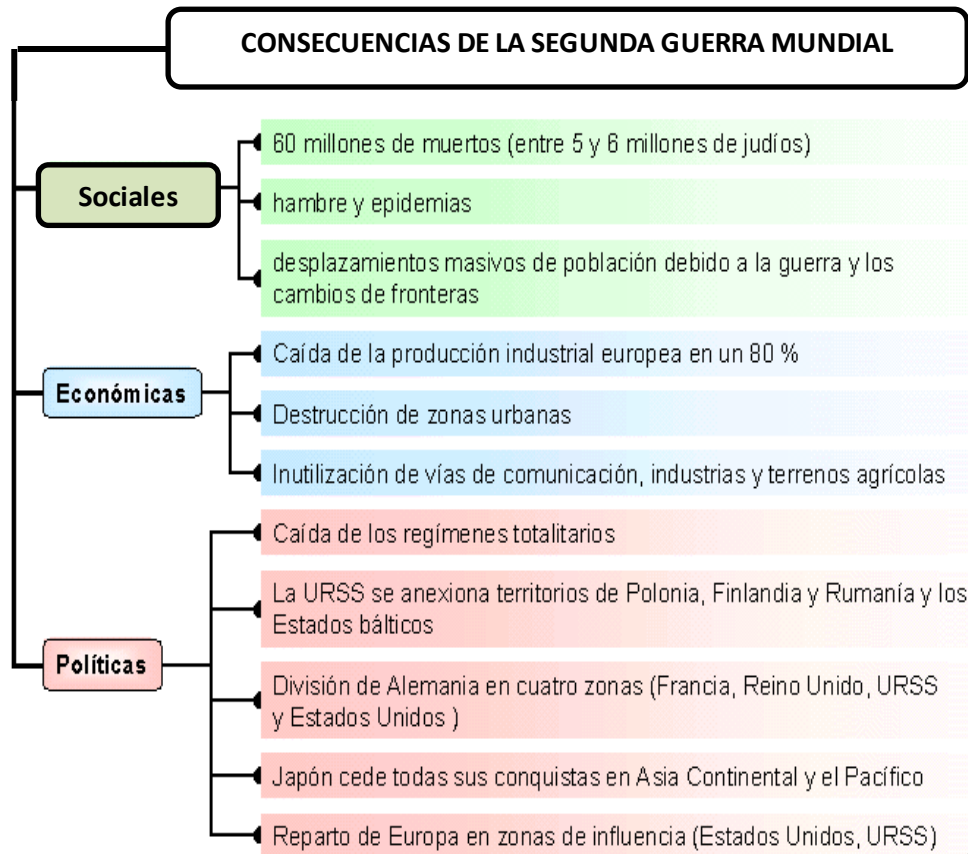 CONSECUENCIAS DE LA SEGUNDA GUERRA MUNDIAL
Sociales
60 millones de muertos (entre 5 y 6 millones de judíos)
hambre y epidemias
desplazamientos masivos de población debido a la guerra y los
cambios de fronteras
Económicas
Caída de la producción industrial europea en un 80 %
Destrucción de zonas urbanas
Inutilización de vías de comunicación, industrias y terrenos agrícolas
Políticas
Caída de los regímenes totalitarios
La URSS se anexiona territorios de Polonia, Finlandia y Rumanía y los
Estados bálticos
División de Alemania en cuatro zonas (Francia, Reino Unido, URSS
y Estados Unidos )
Japón cede todas sus conquistas en Asia Continental y el Pacífico
Reparto de Europa en zonas de influencia (Estados Unidos, URSS)